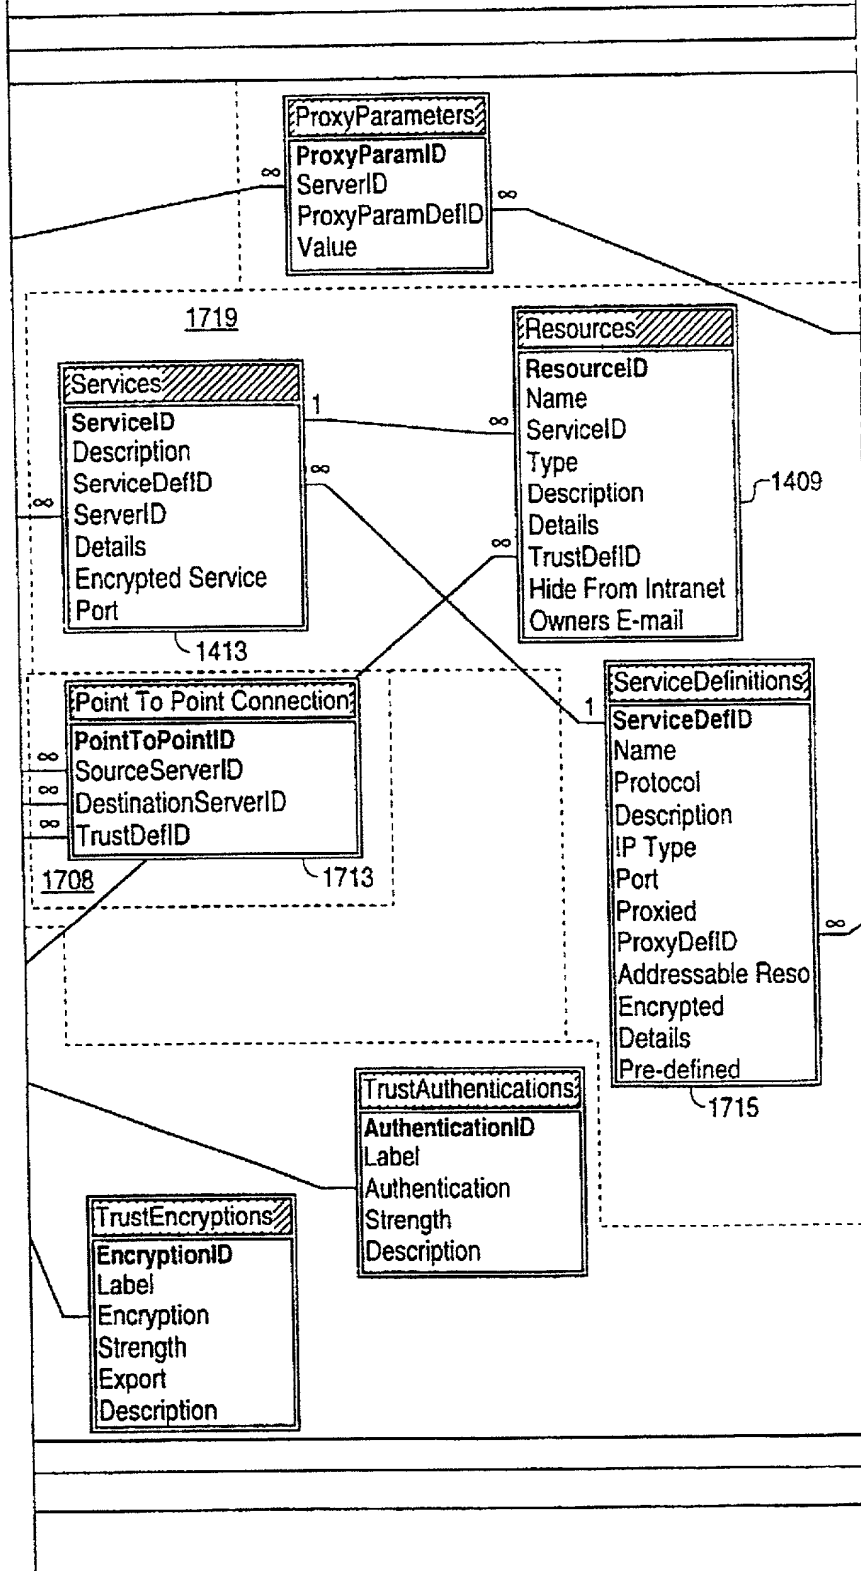 ProxyParameters
ProxyParamID
ServerID
ProxyParamDefID
Value
∞
∞
1719
Resources
ResourceID
Name
ServiceID
Type
Description
Details
TrustDefID
Hide From Intranet
Owners E-mail
∞
∞
1409
Services
ServiceID
Description
ServiceDefID
ServerID
Details
Encrypted Service
Port
1
∞
∞
1413
Point To Point Connection
PointToPointID
SourceServerID
DestinationServerID
TrustDefID
∞
∞
∞
1708
1713
ServiceDefinitions
ServiceDefID
Name
Protocol
Description
IP Type
Port
Proxied
ProxyDefID
Addressable Reso
Encrypted
Details
Pre-defined
1
∞
1715
TrustAuthentications
AuthenticationID
Label
Authentication
Strength
Description
TrustEncryptions
EncryptionID
Label
Encryption
Strength
Export
Description